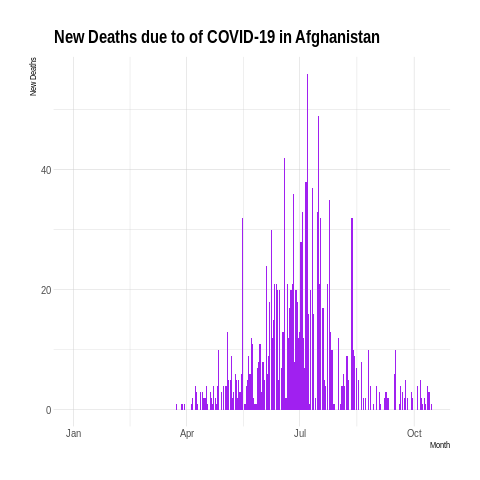 New Deaths due to of COVID-19 in Afghanistan
New Deaths
40
20
0
Jan Apr Jul Oct
Month